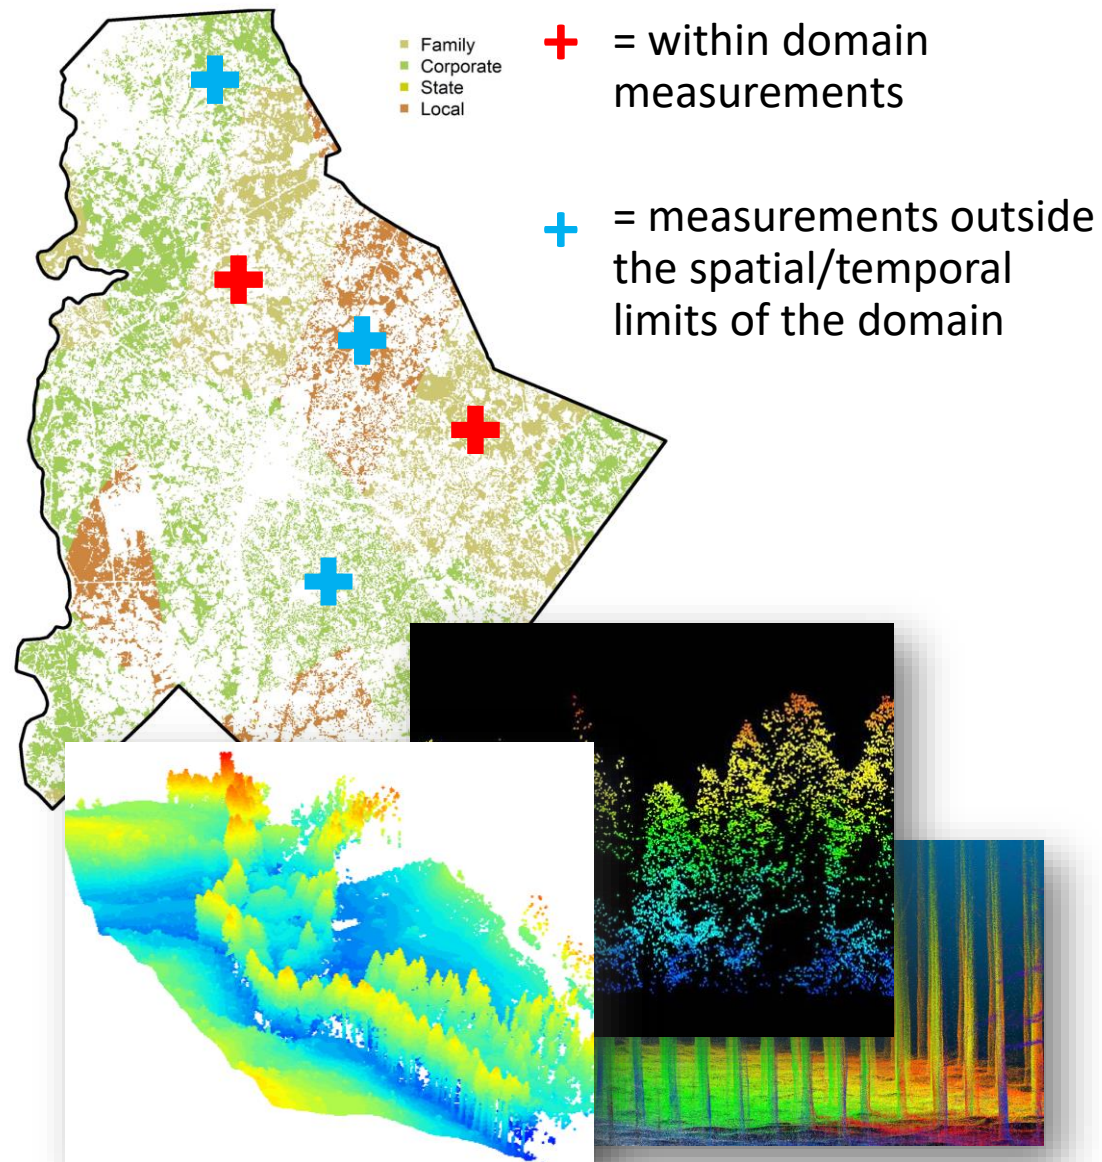 Family
Corporate
State
Local
= within domain
measurements
= measurements outside
the spatial/temporal
limits of the domain